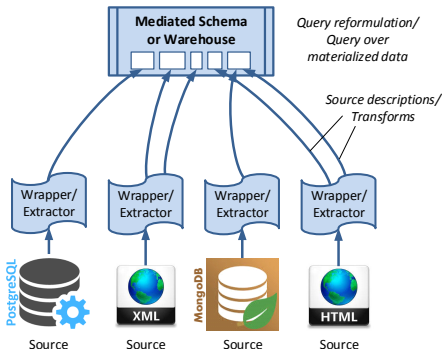 Mediated Schema
or Warehouse
Query reformulation/
Query over
materialized data
Source descriptions/
Transforms
Wrapper/
Extractor
Wrapper/
Extractor
Wrapper/
Extractor
Wrapper/
Extractor
PostgreSQL
XML
MongoDB
HTML
Source
Source
Source
Source